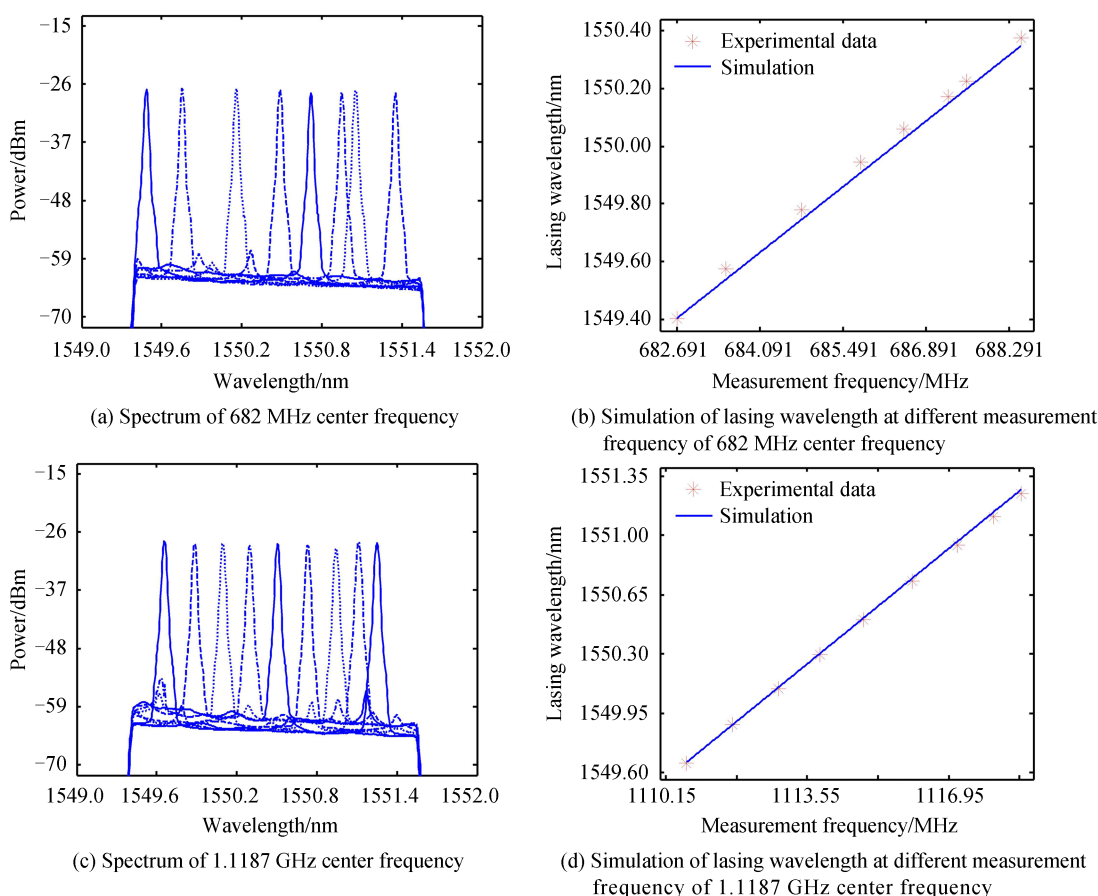 −15
−26
−37
−48
−59
−70
Power/dBm
1549.0 1549.6 1550.2 1550.8 1551.4 1552.0
Wavelength/nm
(a) Spectrum of 682 MHz center frequency
1550.40
1550.20
1550.00
1549.80
1549.60
1549.40
Lasing wavelength/nm
Experimental data
Simulation
682.691 684.091 685.491 686.891 688.291
Measurement frequency/MHz
(b) Simulation of lasing wavelength at different measurement
frequency of 682 MHz center frequency
−15
−26
−37
−48
−59
−70
Power/dBm
1549.0 1549.6 1550.2 1550.8 1551.4 1552.0
Wavelength/nm
(c) Spectrum of 1.1187 GHz center frequency
1551.35
1551.00
1550.65
1550.30
1549.95
1549.60
Lasing wavelength/nm
Experimental data
Simulation
1110.15 1113.55 1116.95
Measurement frequency/MHz
(d) Simulation of lasing wavelength at different measurement
frequency of 1.1187 GHz center frequency